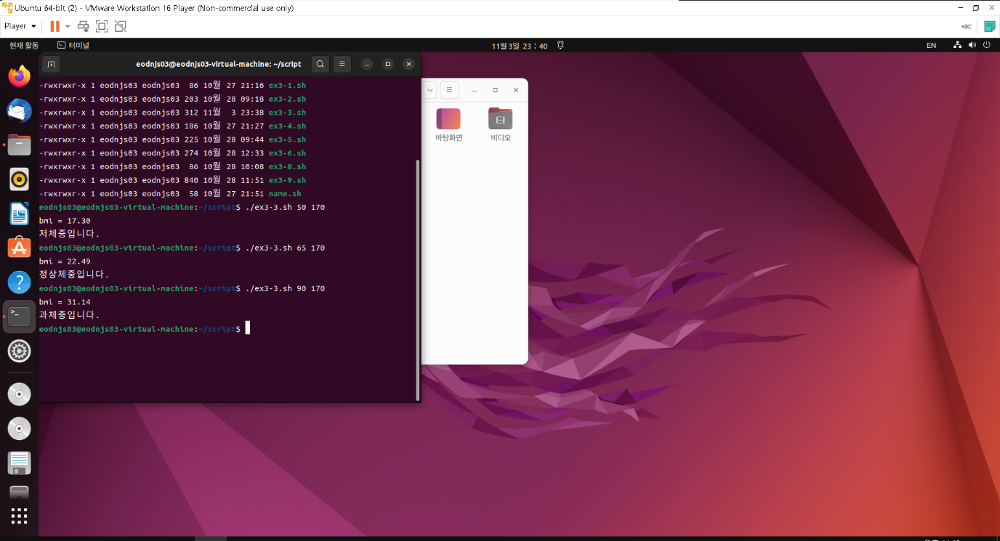 Ubuntu 64-bit (2) - VMware Workstation 16 Player (Non-commercial use only)
Player
현재 활동
터미널
11월 3일 23 : 40
EN
eodnjs03@eodnjs03-virtual-machine: ~/script
-rwxrwxr-x 1 eodnjs03 eodnjs03  86 10월  27 21:16 ex3-1.sh
-rwxrwxr-x 1 eodnjs03 eodnjs03 203 10월  28 09:18 ex3-2.sh
-rwxrwxr-x 1 eodnjs03 eodnjs03 312 11월   3 23:38 ex3-3.sh
-rwxrwxr-x 1 eodnjs03 eodnjs03 186 10월  27 21:27 ex3-4.sh
-rwxrwxr-x 1 eodnjs03 eodnjs03 225 10월  28 09:44 ex3-5.sh
-rwxrwxr-x 1 eodnjs03 eodnjs03 274 10월  28 12:33 ex3-6.sh
-rwxrwxr-x 1 eodnjs03 eodnjs03  86 10월  28 10:08 ex3-8.sh
-rwxrwxr-x 1 eodnjs03 eodnjs03 840 10월  28 11:51 ex3-9.sh
-rwxrwxr-x 1 eodnjs03 eodnjs03  58 10월  27 21:51 name.sh
eodnjs03@eodnjs03-virtual-machine:~/script$ ./ex3-3.sh 50 170
bmi = 17.30
저체중입니다.
eodnjs03@eodnjs03-virtual-machine:~/script$ ./ex3-3.sh 65 170
bmi = 22.49
정상체중입니다.
eodnjs03@eodnjs03-virtual-machine:~/script$ ./ex3-3.sh 90 170
bmi = 31.14
과체중입니다.
eodnjs03@eodnjs03-virtual-machine:~/script$
바탕화면
비디오